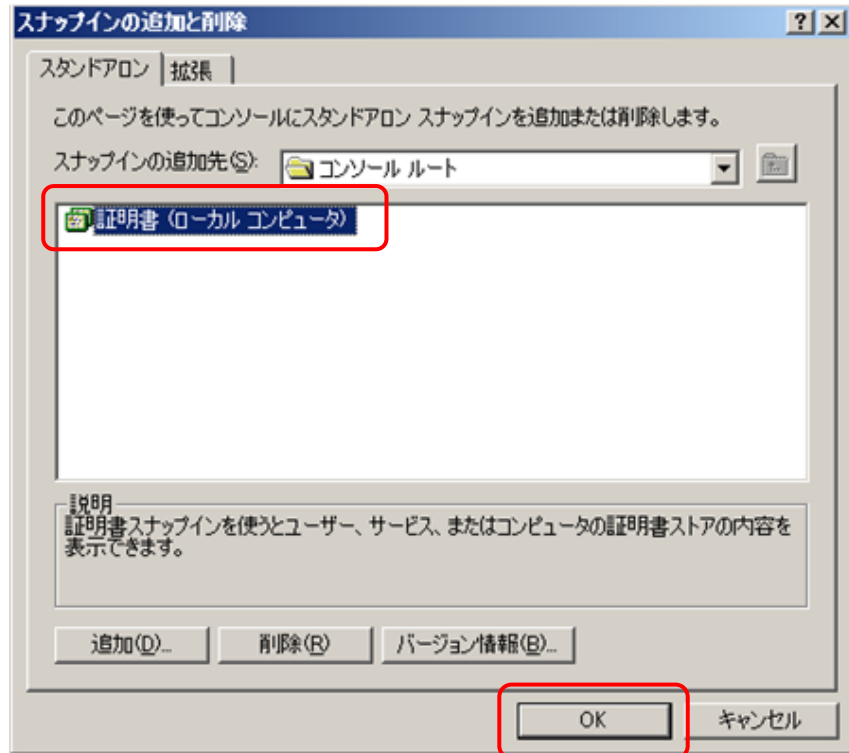 スナップインの追加と削除
スタンドアロン 拡張
このページを使ってコンソールにスタンドアロン スナップインを追加または削除します。
スナップインの追加先(S): コンソール ルート
証明書 (ローカル コンピュータ)
説明
証明書スナップインを使うとユーザー、サービス、またはコンピュータの証明書ストアの内容を
表示できます。
追加(D)... 削除(R) バージョン情報(B)...
OK キャンセル